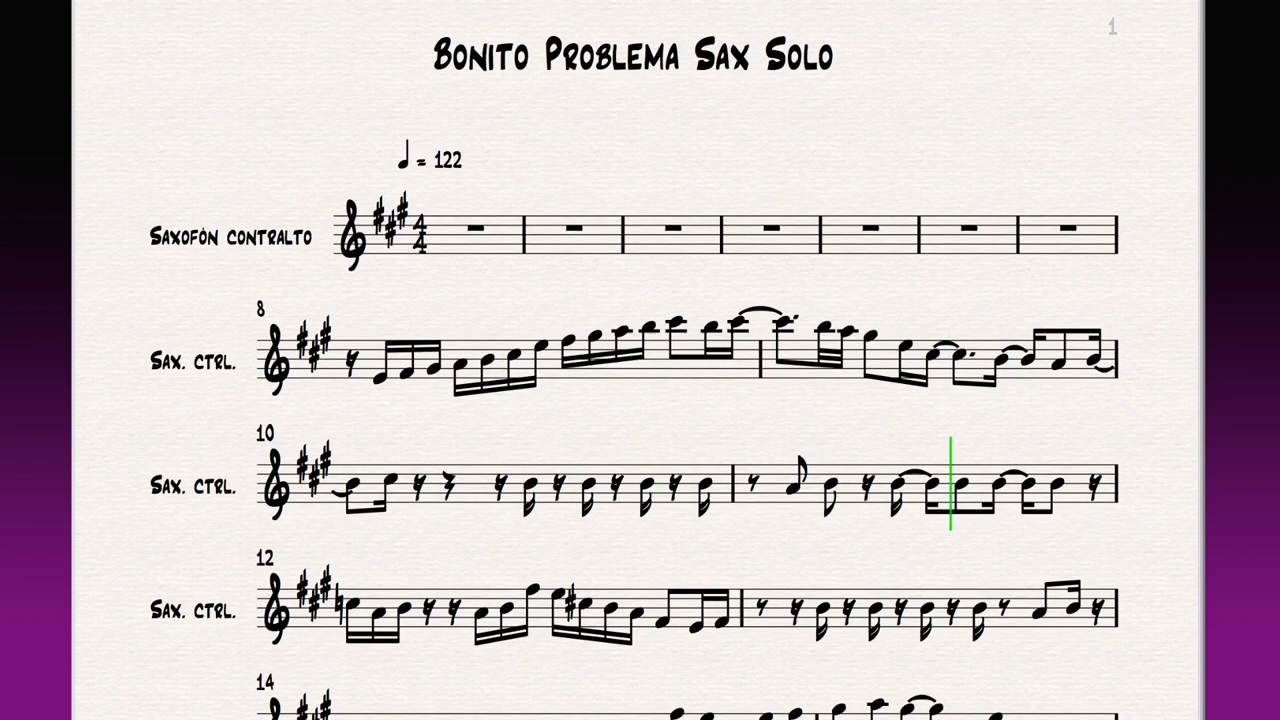 1
Bonito Problema Sax Solo
= 122
Saxofón contralto
4
4
8
Sax. ctrl.
10
Sax. ctrl.
12
Sax. ctrl.
14